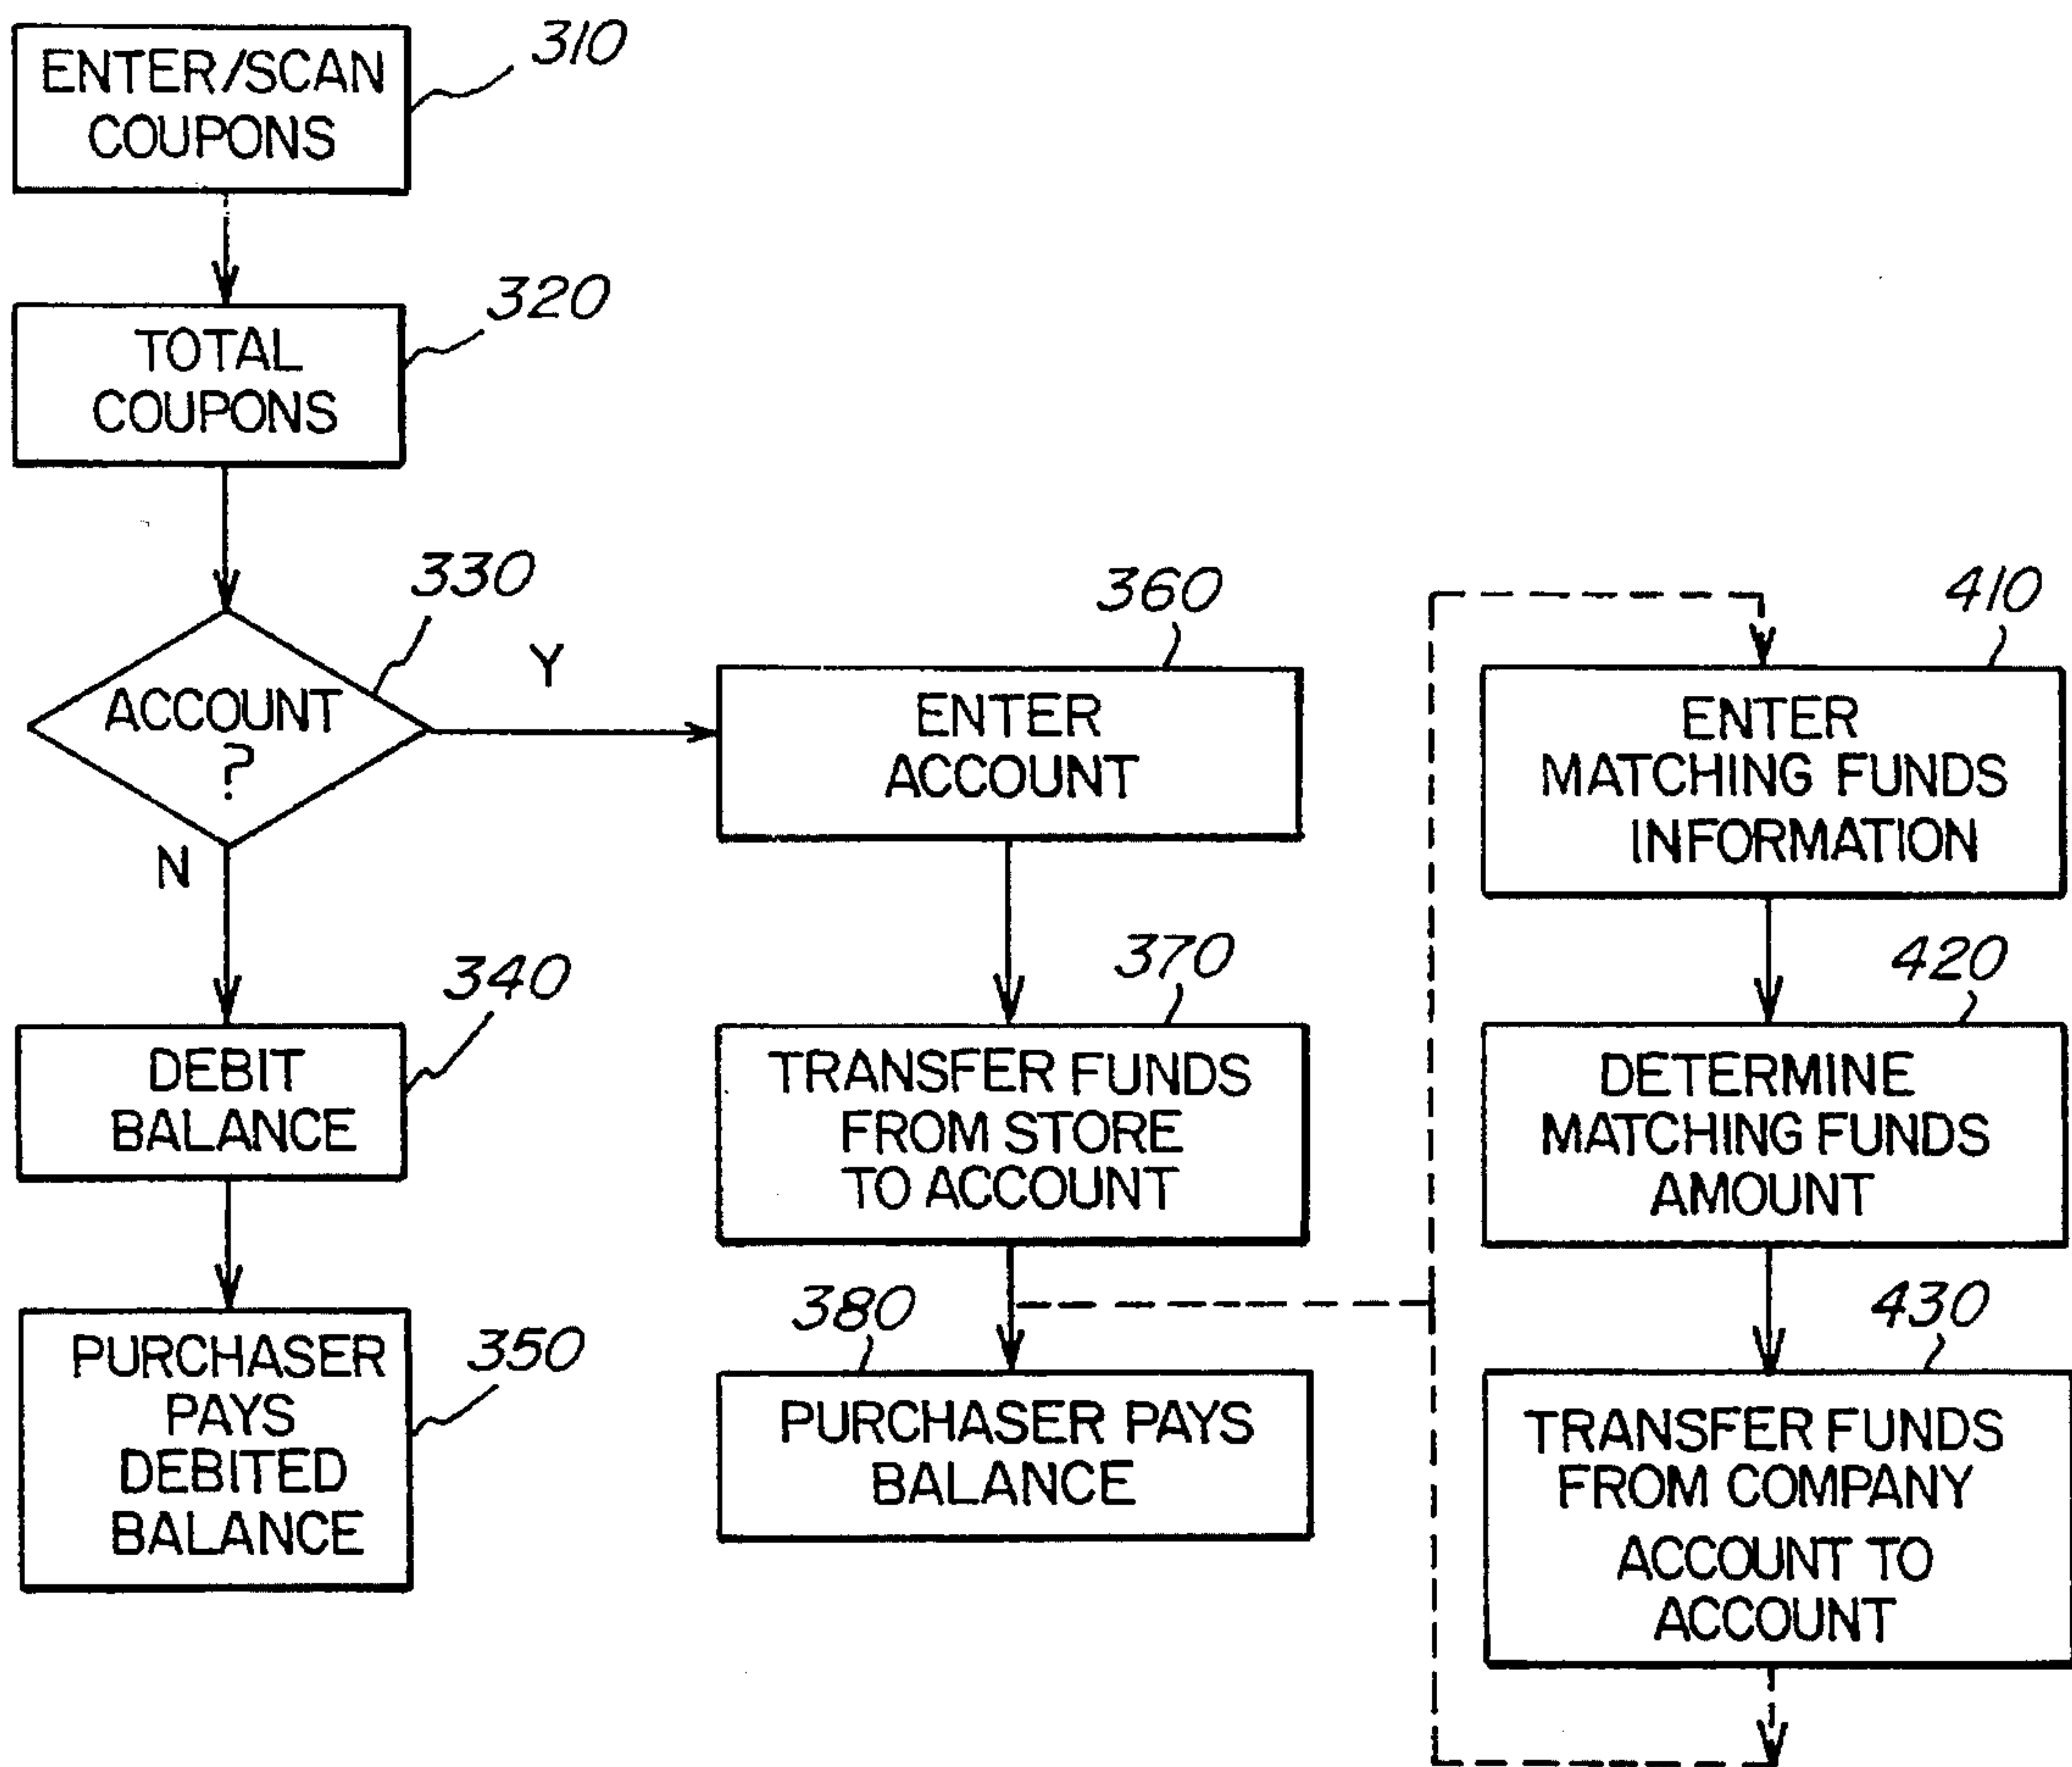 310
ENTER/SCAN
COUPONS
320
TOTAL
COUPONS
330
ACCOUNT
?
Y
N
340
DEBIT
BALANCE
350
PURCHASER
PAYS
DEBITED
BALANCE
360
ENTER
ACCOUNT
370
TRANSFER FUNDS
FROM STORE
TO ACCOUNT
380
PURCHASER PAYS
BALANCE
410
ENTER
MATCHING FUNDS
INFORMATION
420
DETERMINE
MATCHING FUNDS
AMOUNT
430
TRANSFER FUNDS
FROM COMPANY
ACCOUNT TO
ACCOUNT